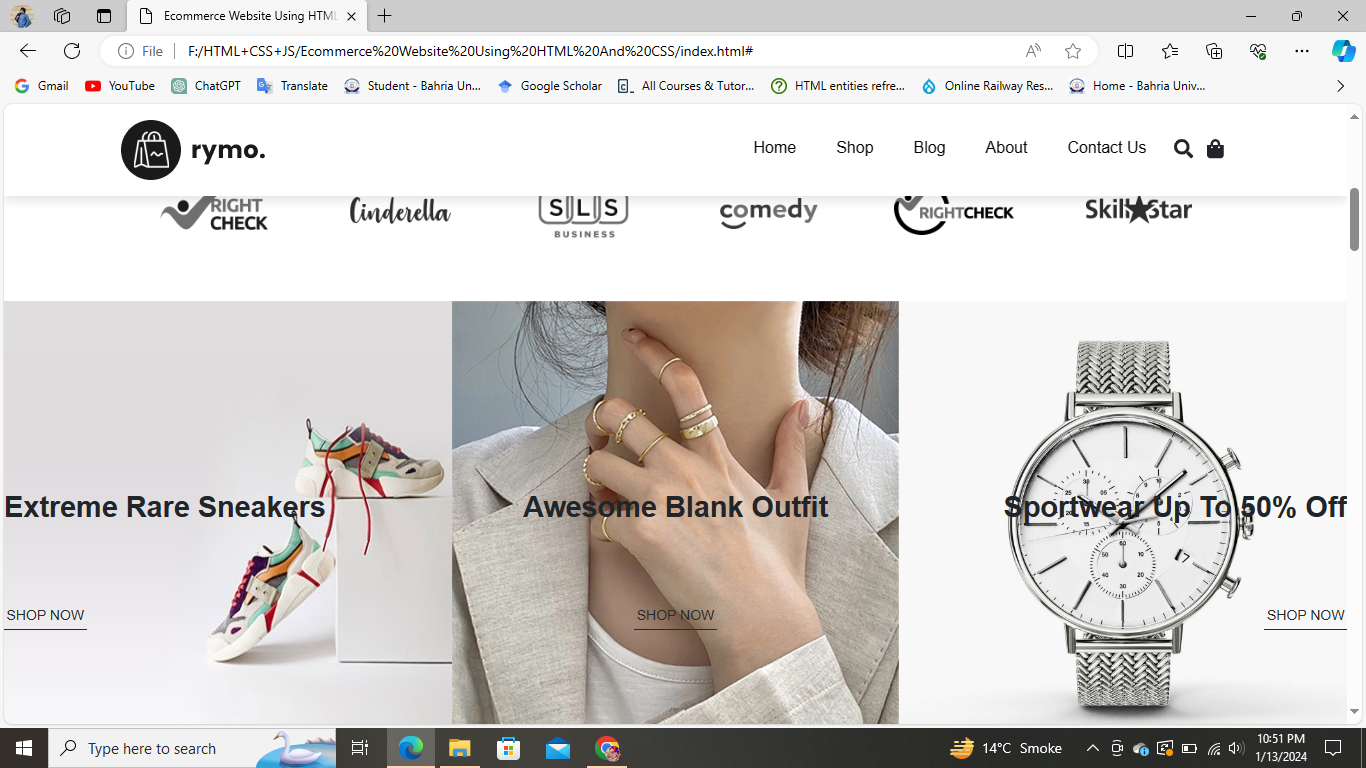 Ecommerce Website Using HTML
File F:/HTML+CSS+JS/Ecommerce%20Website%20Using%20HTML%20And%20CSS/index.html#
Gmail YouTube ChatGPT Translate Student - Bahria Un... Google Scholar All Courses & Tutor... HTML entities refre... Online Railway Res... Home - Bahria Univ...
rymo. Home Shop Blog About Contact Us
RIGHT
CHECK
Cinderella
SLS
BUSINESS
comedy
RIGHTCHECK
Skill Star
Extreme Rare Sneakers Awesome Blank Outfit Sportwear Up To 50% Off
SHOP NOW SHOP NOW SHOP NOW
Type here to search 14°C Smoke 10:51 PM
1/13/2024